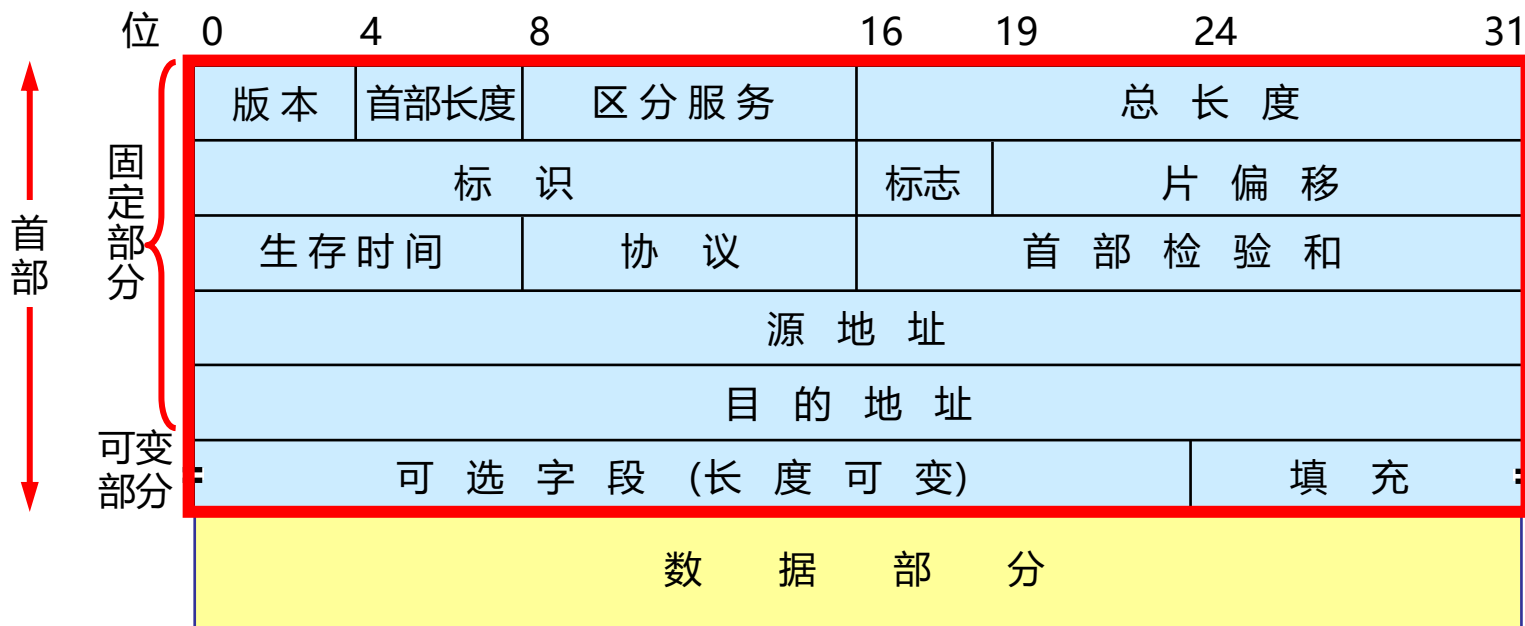 位 0 4 8 16 19 24 31
版本 首部长度 区分服务 总长度
标识 标志 片偏移
生存时间 协议 首部检验和
源地址
目的地址
可选字段 (长度可变) 填充
数据部分
首部
固定部分
可变
部分